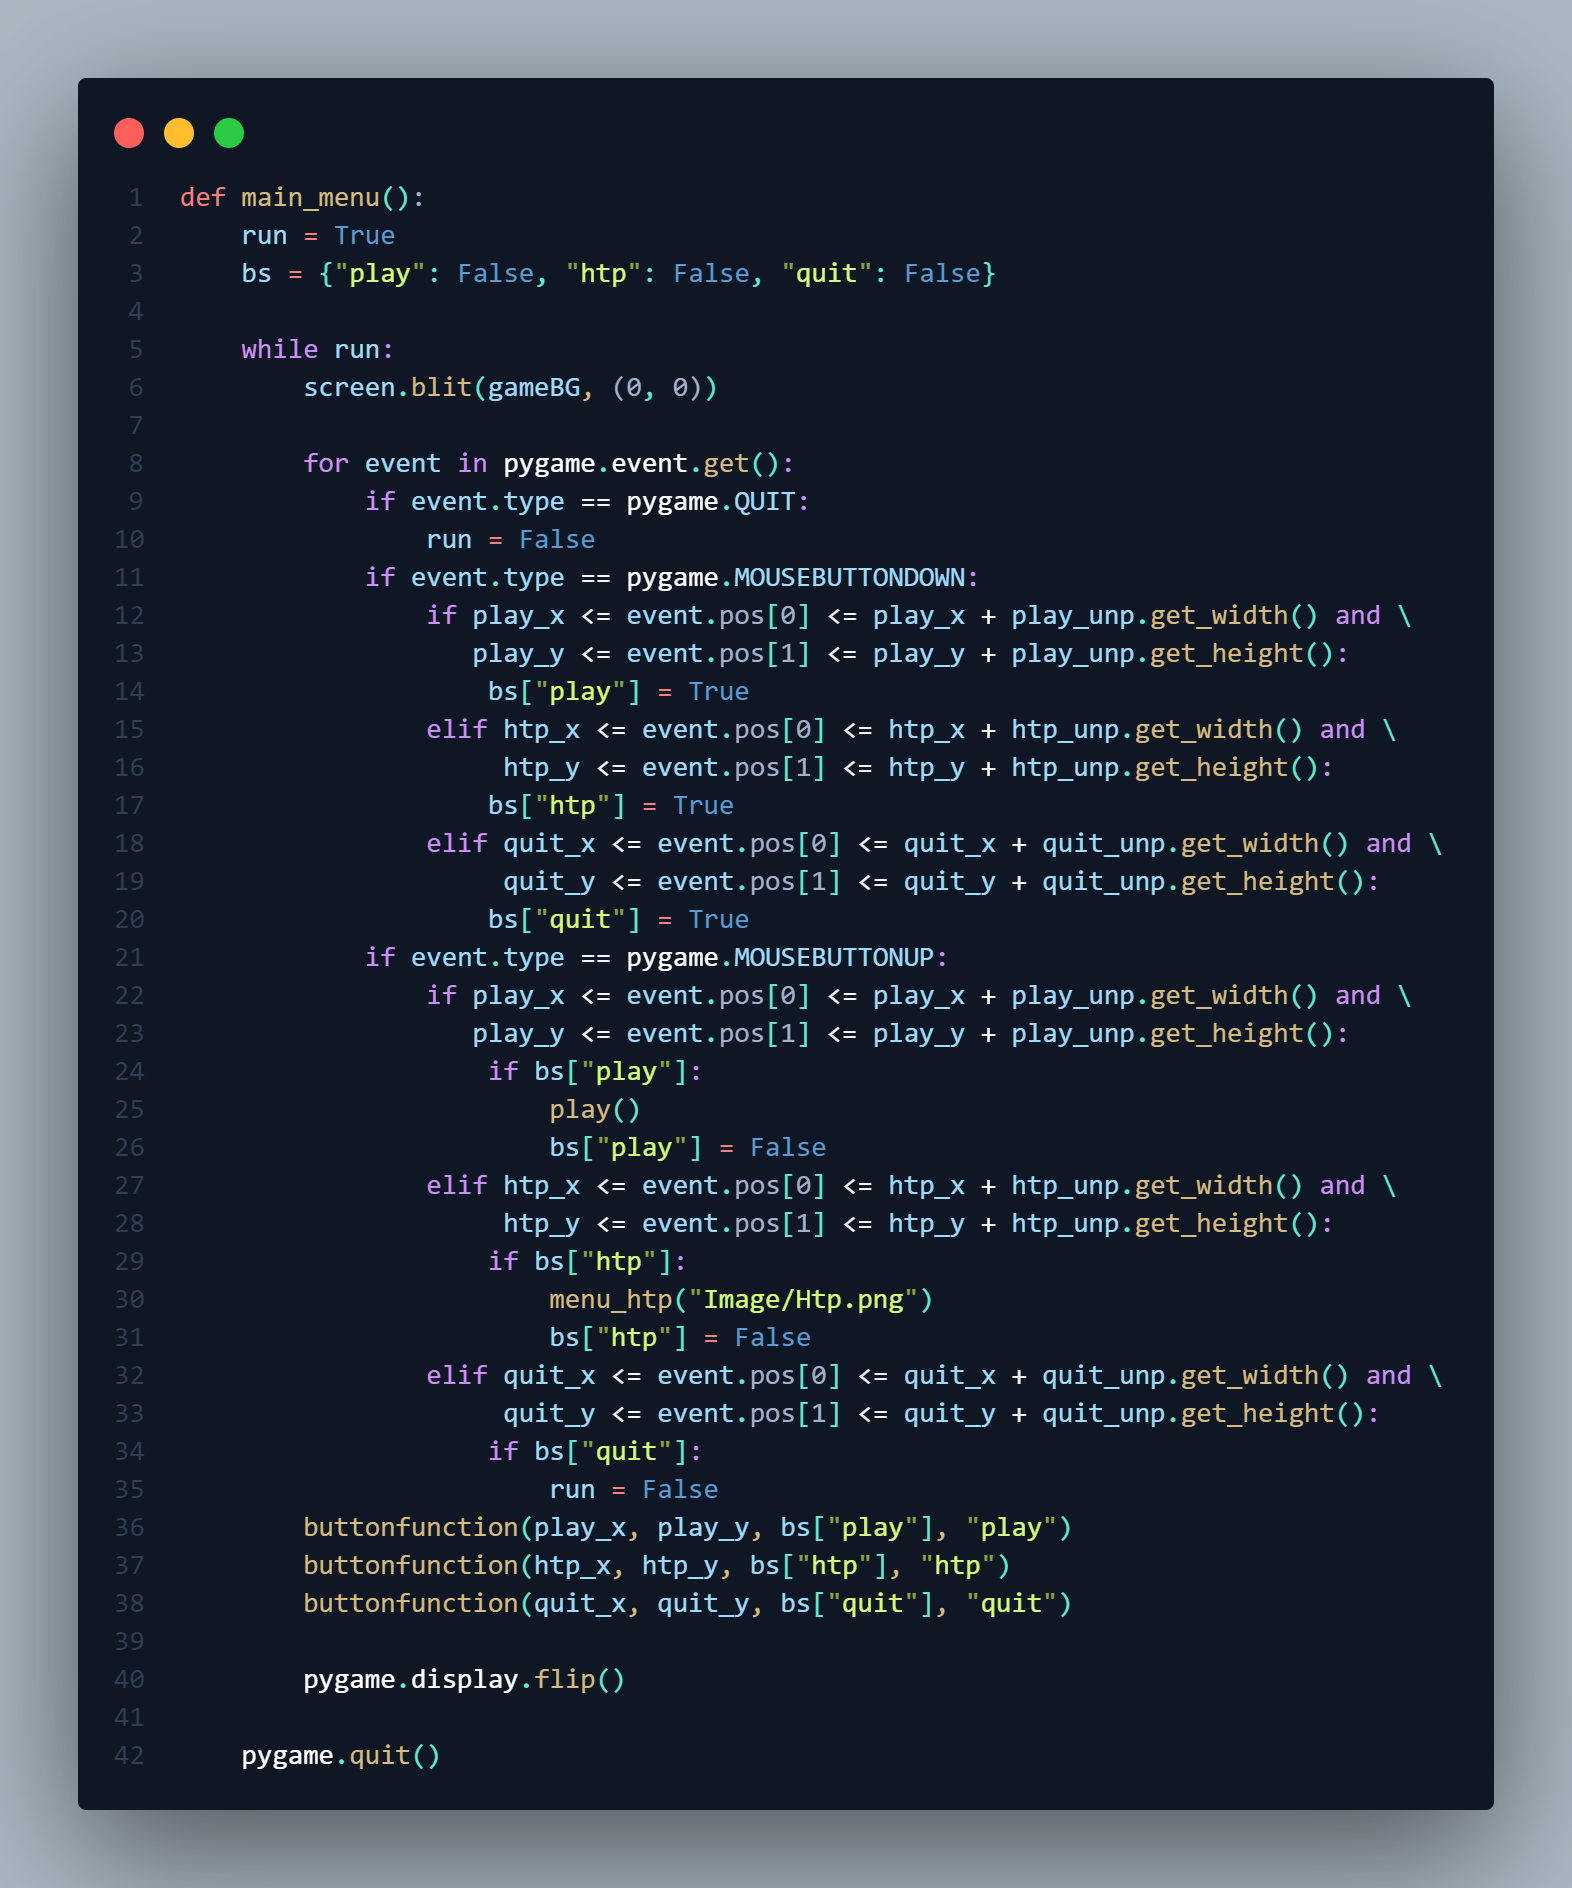 1 def main_menu():
2     run = True
3     bs = {"play": False, "htp": False, "quit": False}
4
5     while run:
6         screen.blit(gameBG, (0, 0))
7
8         for event in pygame.event.get():
9             if event.type == pygame.QUIT:
10                 run = False
11             if event.type == pygame.MOUSEBUTTONDOWN:
12                 if play_x <= event.pos[0] <= play_x + play_unp.get_width() and \
13                    play_y <= event.pos[1] <= play_y + play_unp.get_height():
14                     bs["play"] = True
15                 elif htp_x <= event.pos[0] <= htp_x + htp_unp.get_width() and \
16                      htp_y <= event.pos[1] <= htp_y + htp_unp.get_height():
17                     bs["htp"] = True
18                 elif quit_x <= event.pos[0] <= quit_x + quit_unp.get_width() and \
19                      quit_y <= event.pos[1] <= quit_y + quit_unp.get_height():
20                     bs["quit"] = True
21             if event.type == pygame.MOUSEBUTTONUP:
22                 if play_x <= event.pos[0] <= play_x + play_unp.get_width() and \
23                    play_y <= event.pos[1] <= play_y + play_unp.get_height():
24                     if bs["play"]:
25                         play()
26                         bs["play"] = False
27                 elif htp_x <= event.pos[0] <= htp_x + htp_unp.get_width() and \
28                      htp_y <= event.pos[1] <= htp_y + htp_unp.get_height():
29                     if bs["htp"]:
30                         menu_htp("Image/Htp.png")
31                         bs["htp"] = False
32                 elif quit_x <= event.pos[0] <= quit_x + quit_unp.get_width() and \
33                      quit_y <= event.pos[1] <= quit_y + quit_unp.get_height():
34                     if bs["quit"]:
35                         run = False
36         buttonfunction(play_x, play_y, bs["play"], "play")
37         buttonfunction(htp_x, htp_y, bs["htp"], "htp")
38         buttonfunction(quit_x, quit_y, bs["quit"], "quit")
39
40         pygame.display.flip()
41
42     pygame.quit()